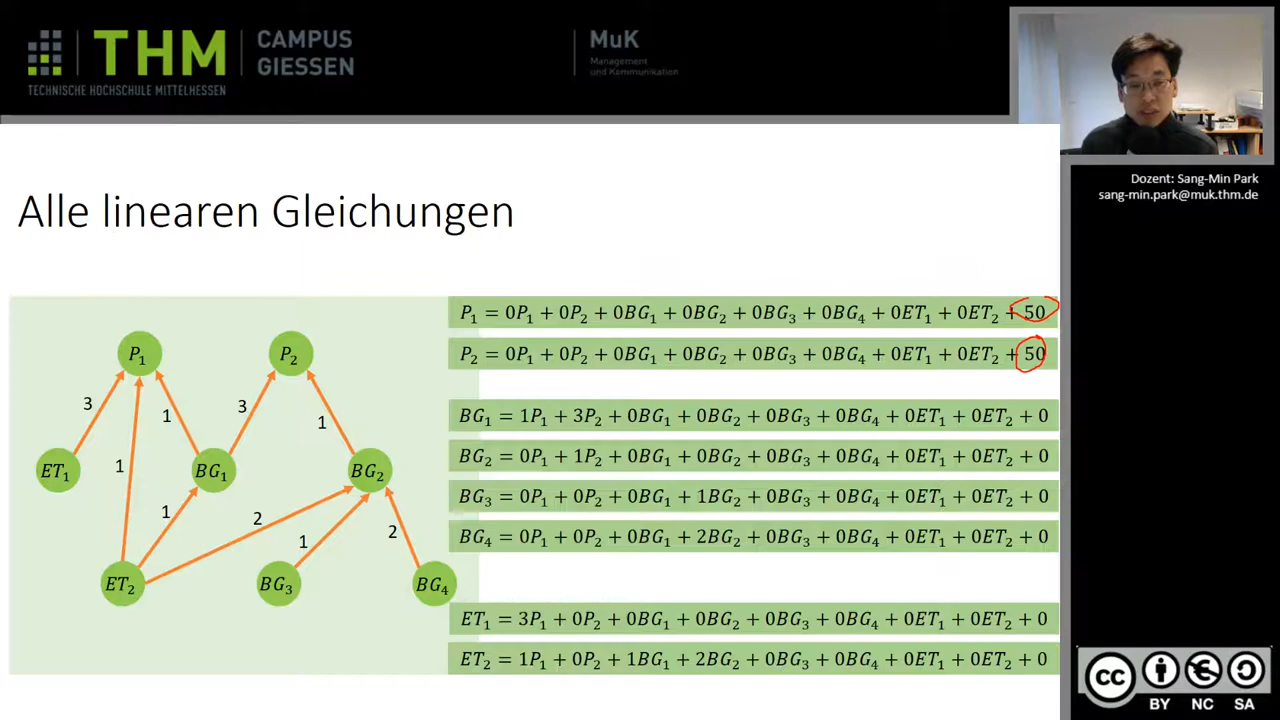 THM
CAMPUS
GIESSEN
TECHNISCHE HOCHSCHULE MITTELHESSEN
MuK
Management
und Kommunikation
Dozent: Sang-Min Park
sang-min.park@muk.thm.de
Alle linearen Gleichungen
P₁
P₂
3
1
3
1
1
ET₁
BG₁
BG₂
1
2
1
2
ET₂
BG₃
BG₄
P₁ = 0P₁ + 0P₂ + 0BG₁ + 0BG₂ + 0BG₃ + 0BG₄ + 0ET₁ + 0ET₂ + 50
P₂ = 0P₁ + 0P₂ + 0BG₁ + 0BG₂ + 0BG₃ + 0BG₄ + 0ET₁ + 0ET₂ + 50
BG₁ = 1P₁ + 3P₂ + 0BG₁ + 0BG₂ + 0BG₃ + 0BG₄ + 0ET₁ + 0ET₂ + 0
BG₂ = 0P₁ + 1P₂ + 0BG₁ + 0BG₂ + 0BG₃ + 0BG₄ + 0ET₁ + 0ET₂ + 0
BG₃ = 0P₁ + 0P₂ + 0BG₁ + 1BG₂ + 0BG₃ + 0BG₄ + 0ET₁ + 0ET₂ + 0
BG₄ = 0P₁ + 0P₂ + 0BG₁ + 2BG₂ + 0BG₃ + 0BG₄ + 0ET₁ + 0ET₂ + 0
ET₁ = 3P₁ + 0P₂ + 0BG₁ + 0BG₂ + 0BG₃ + 0BG₄ + 0ET₁ + 0ET₂ + 0
ET₂ = 1P₁ + 0P₂ + 1BG₁ + 2BG₂ + 0BG₃ + 0BG₄ + 0ET₁ + 0ET₂ + 0
cc
BY NC SA